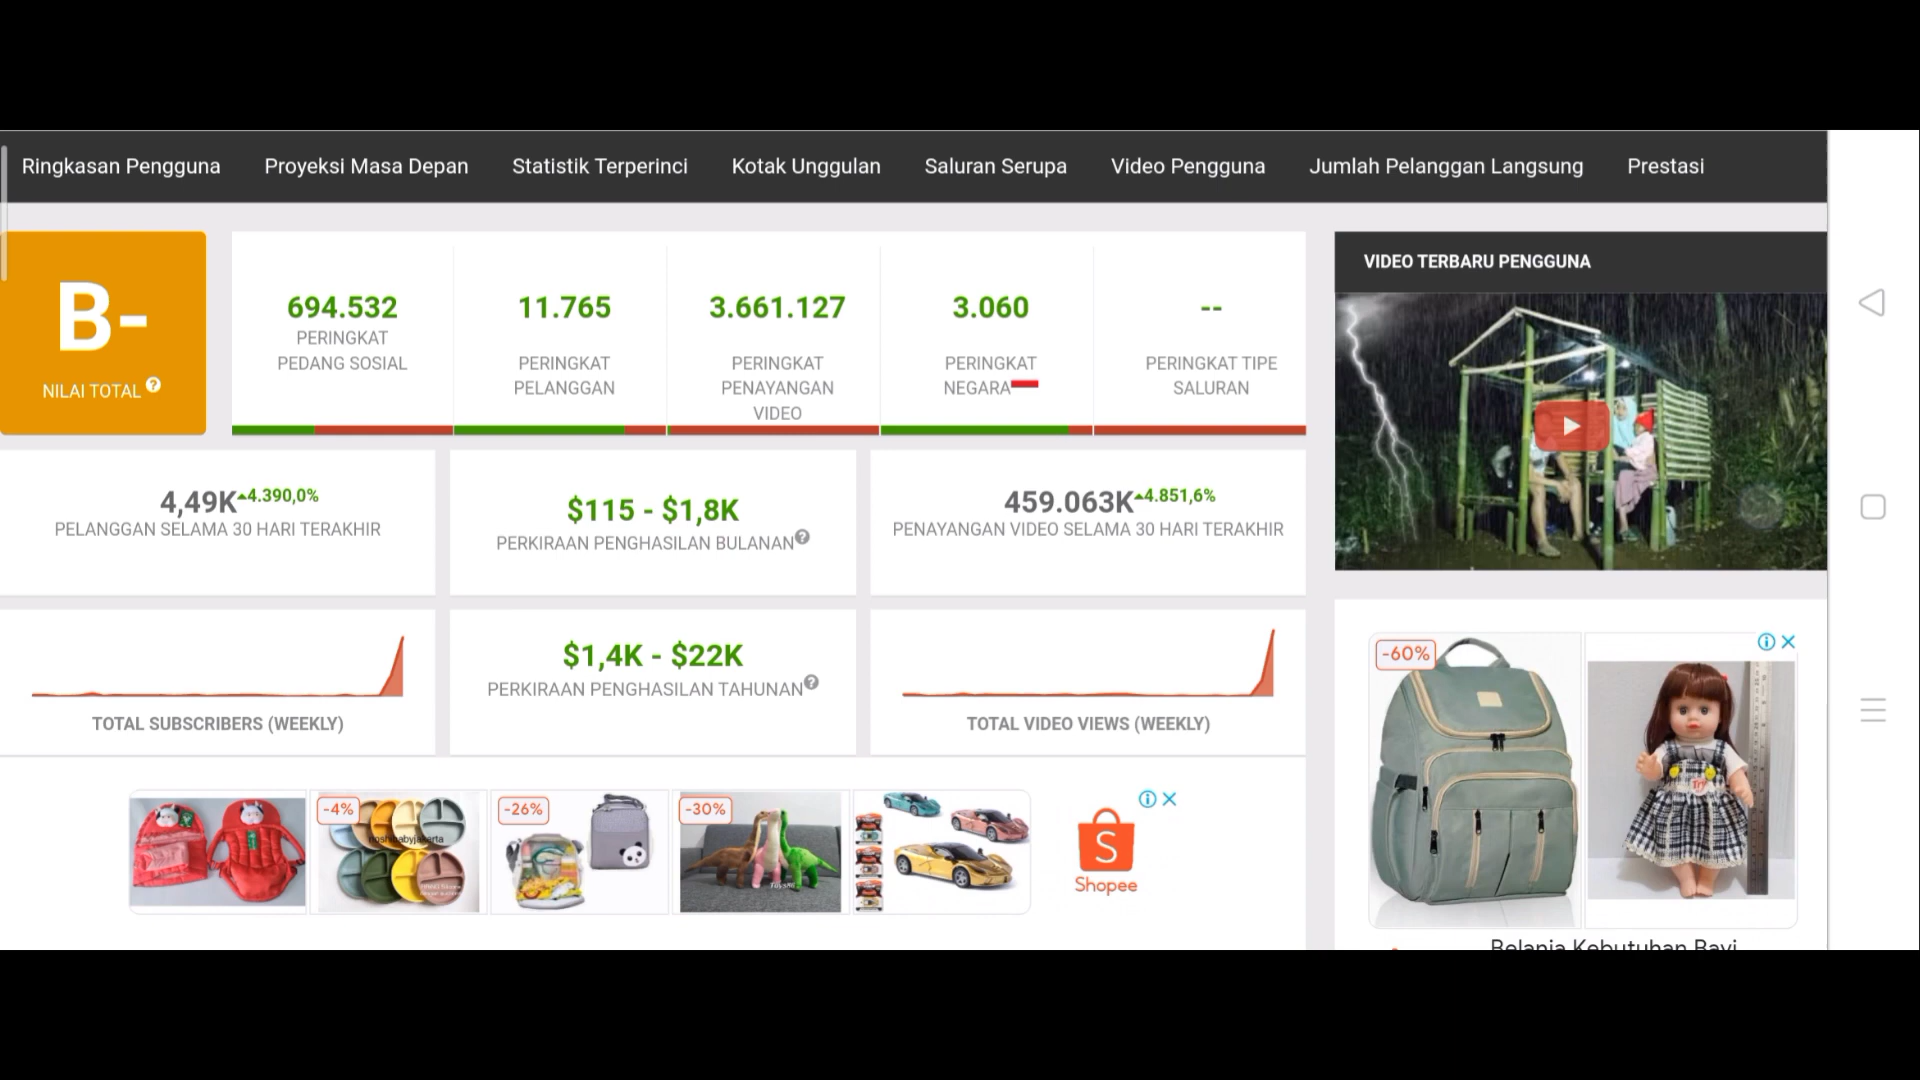 Ringkasan Pengguna Proyeksi Masa Depan Statistik Terperinci Kotak Unggulan Saluran Serupa Video Pengguna Jumlah Pelanggan Langsung Prestasi
B-
NILAI TOTAL ?
694.532
PERINGKAT
PEDANG SOSIAL
11.765
PERINGKAT
PELANGGAN
3.661.127
PERINGKAT
PENAYANGAN
VIDEO
3.060
PERINGKAT
NEGARA
--
PERINGKAT TIPE
SALURAN
VIDEO TERBARU PENGGUNA
4,49K 4.390,0%
PELANGGAN SELAMA 30 HARI TERAKHIR
$115 - $1,8K
PERKIRAAN PENGHASILAN BULANAN ?
459.063K 4.851,6%
PENAYANGAN VIDEO SELAMA 30 HARI TERAKHIR
TOTAL SUBSCRIBERS (WEEKLY)
$1,4K - $22K
PERKIRAAN PENGHASILAN TAHUNAN ?
TOTAL VIDEO VIEWS (WEEKLY)
-60%
-4%
-26%
-30%
S
Shopee
Belanja Kebutuhan Bayi